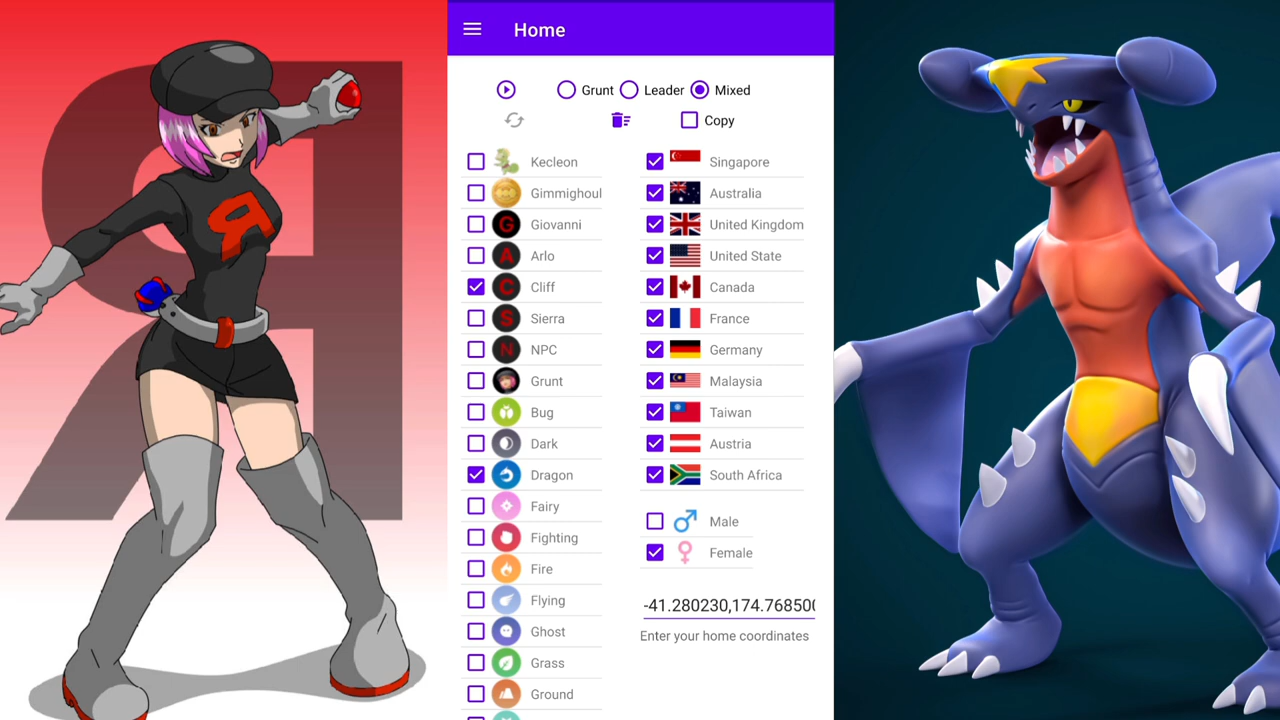 Home
Grunt Leader Mixed
Copy
Kecleon
Gimmighoul
G Giovanni
A Arlo
C Cliff
S Sierra
N NPC
Grunt
Bug
Dark
Dragon
Fairy
Fighting
Fire
Flying
Ghost
Grass
Ground
Singapore
Australia
United Kingdom
United State
Canada
France
Germany
Malaysia
Taiwan
Austria
South Africa
Male
Female
-41.280230,174.768500
Enter your home coordinates
R
R